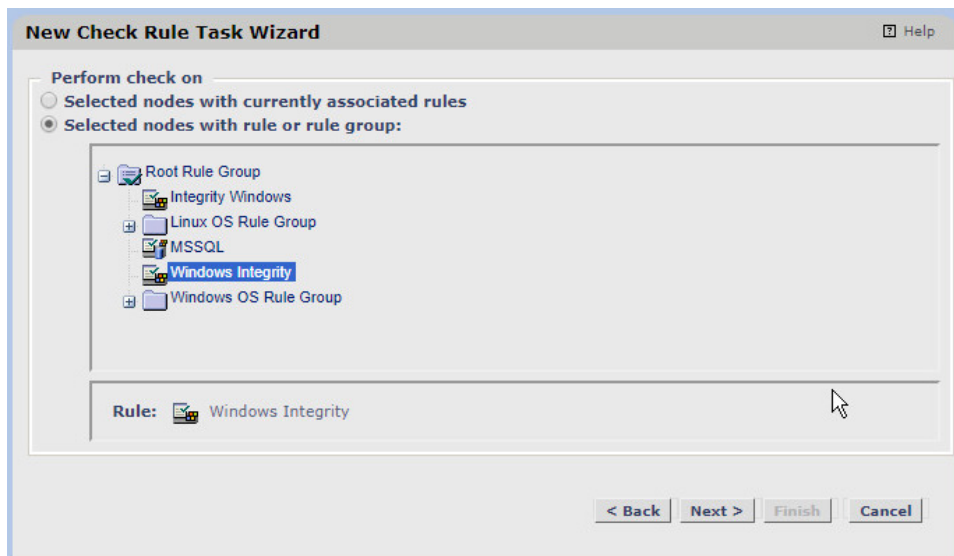 New Check Rule Task Wizard
? Help
Perform check on
Selected nodes with currently associated rules
Selected nodes with rule or rule group:
Root Rule Group
Integrity Windows
Linux OS Rule Group
MSSQL
Windows Integrity
Windows OS Rule Group
Rule: Windows Integrity
< Back Next > Finish Cancel